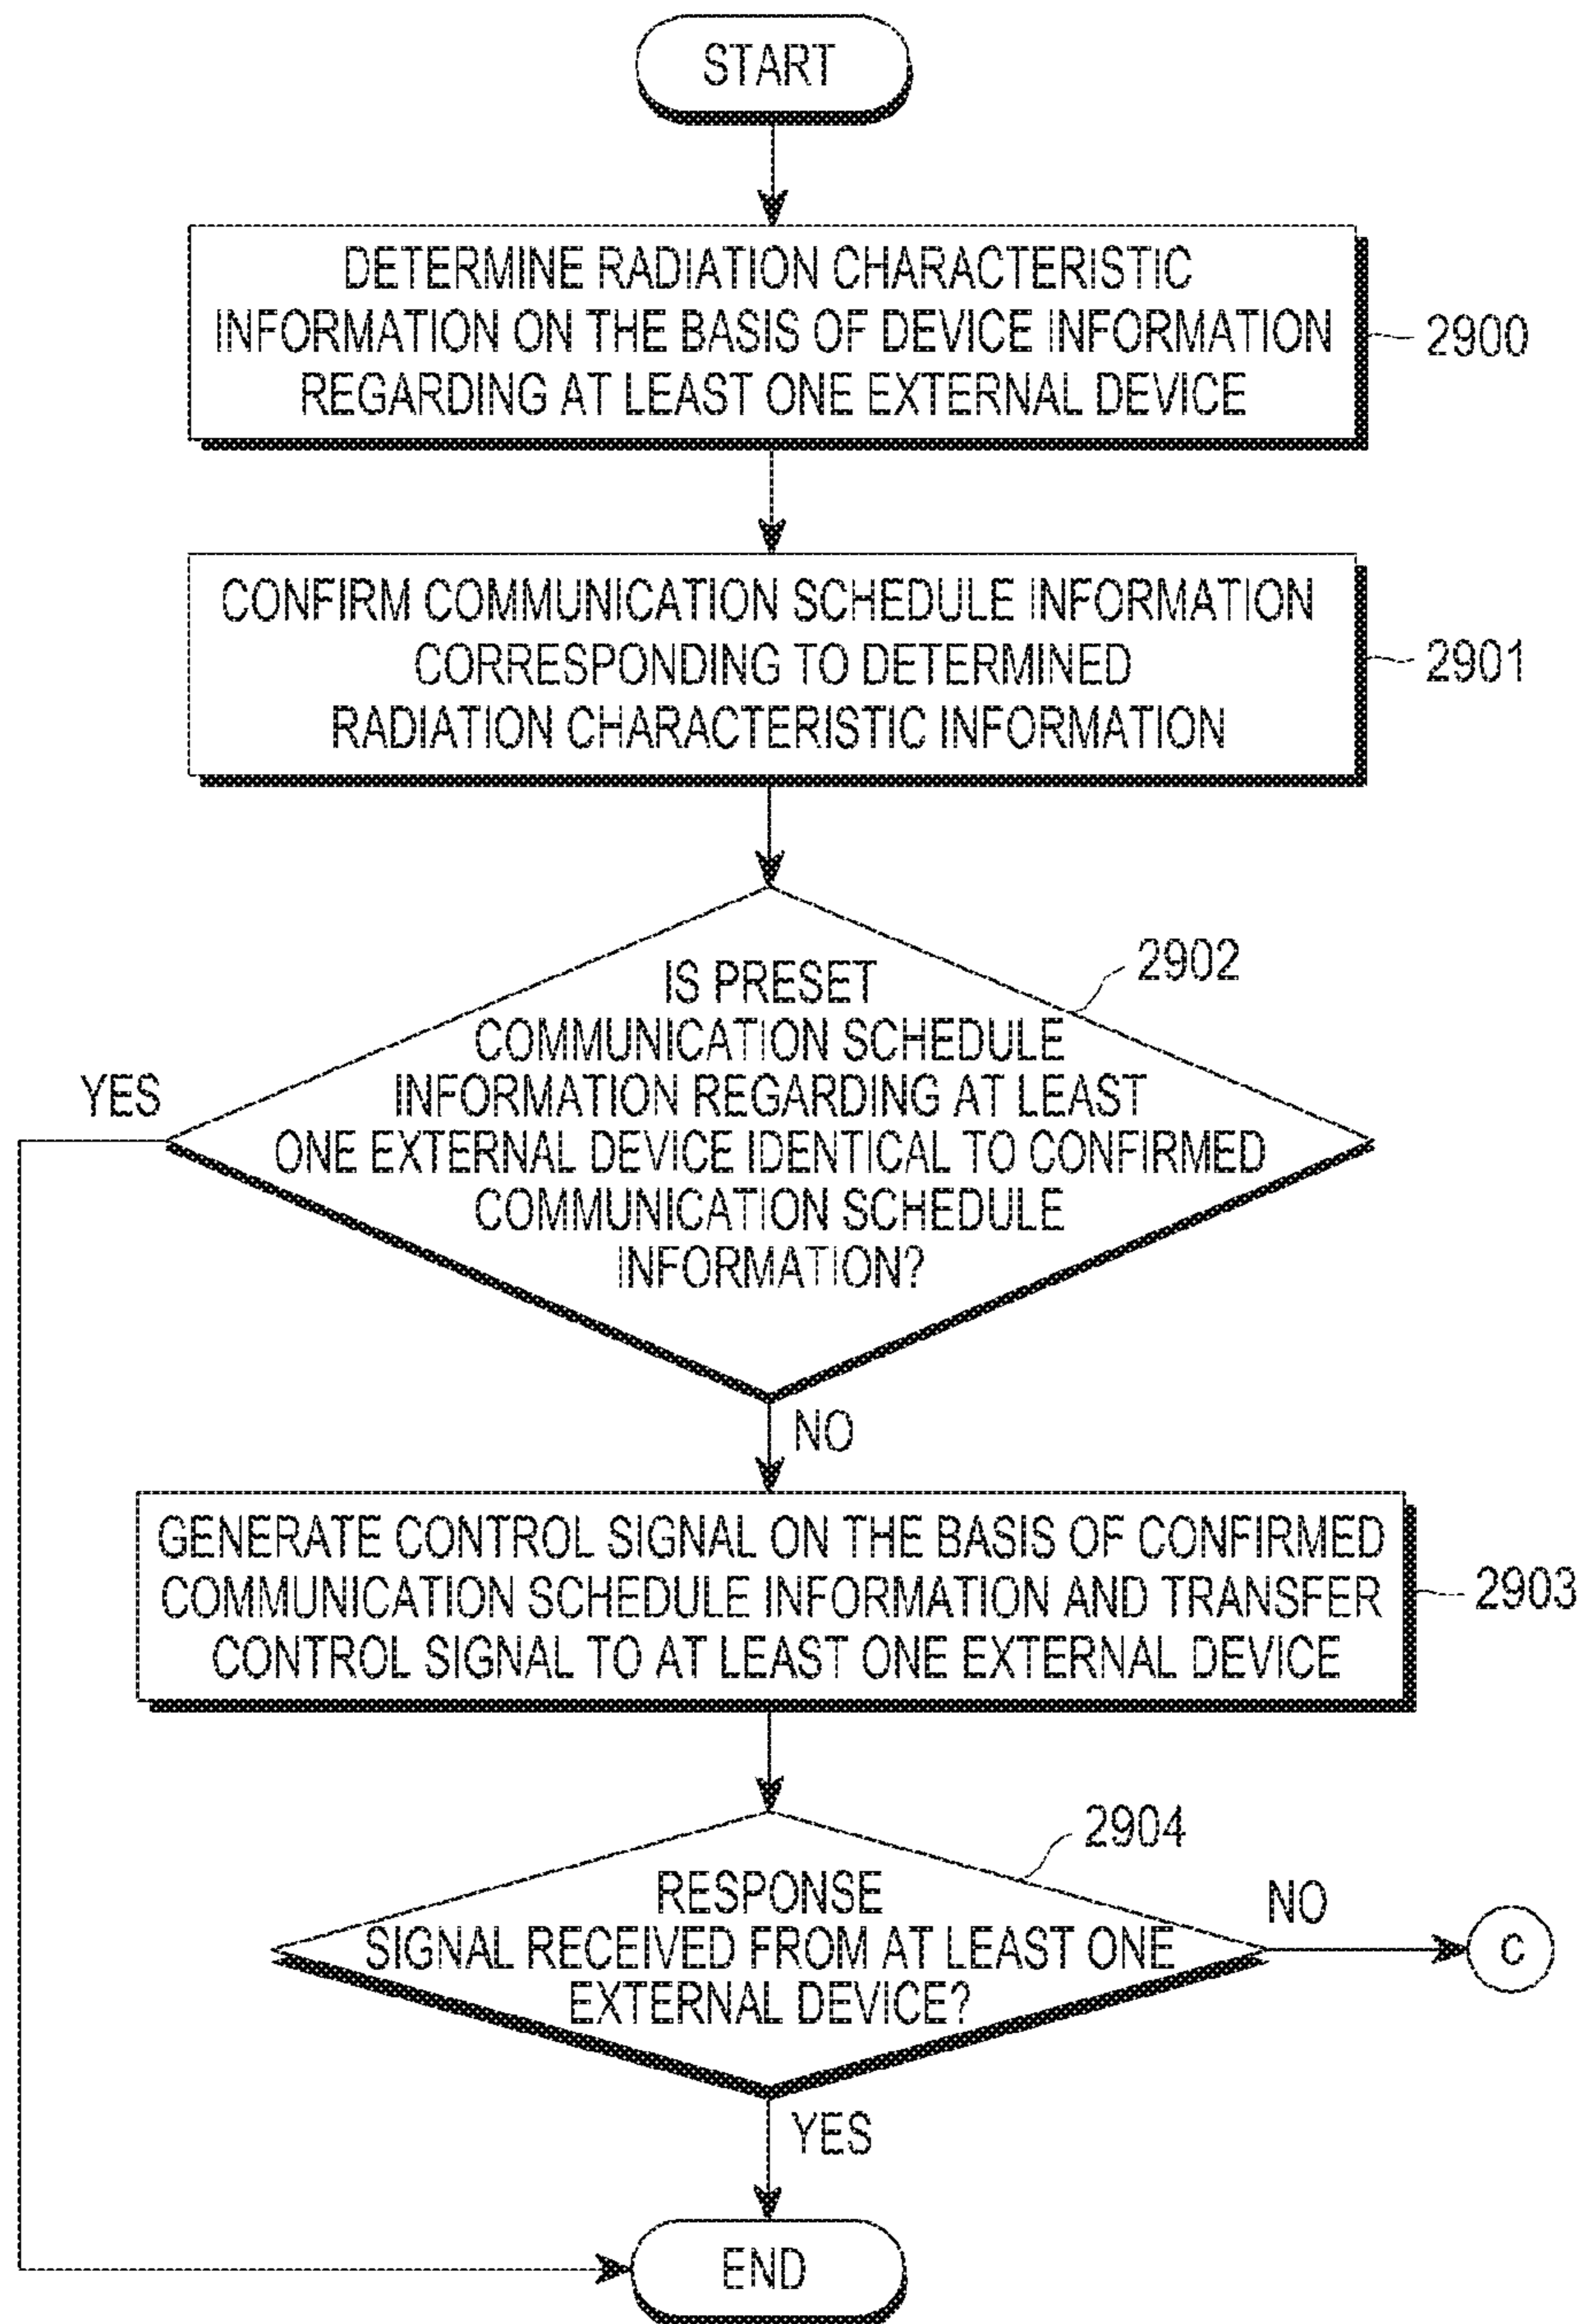 START
DETERMINE RADIATION CHARACTERISTIC
INFORMATION ON THE BASIS OF DEVICE INFORMATION
REGARDING AT LEAST ONE EXTERNAL DEVICE
2900
CONFIRM COMMUNICATION SCHEDULE INFORMATION
CORRESPONDING TO DETERMINED
RADIATION CHARACTERISTIC INFORMATION
2901
2902
IS PRESET
COMMUNICATION SCHEDULE
INFORMATION REGARDING AT LEAST
ONE EXTERNAL DEVICE IDENTICAL TO CONFIRMED
COMMUNICATION SCHEDULE
INFORMATION?
YES
NO
GENERATE CONTROL SIGNAL ON THE BASIS OF CONFIRMED
COMMUNICATION SCHEDULE INFORMATION AND TRANSFER
CONTROL SIGNAL TO AT LEAST ONE EXTERNAL DEVICE
2903
2904
RESPONSE
SIGNAL RECEIVED FROM AT LEAST ONE
EXTERNAL DEVICE?
NO
C
YES
END